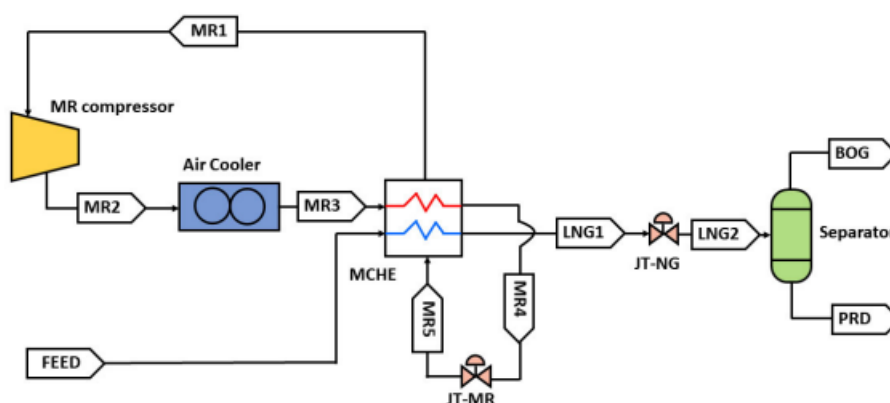 MR1
MR compressor
Air Cooler
BOG
MR2
MR3
LNG1
LNG2
Separator
MCHE
JT-NG
MR5
MR4
FEED
PRD
JT-MR